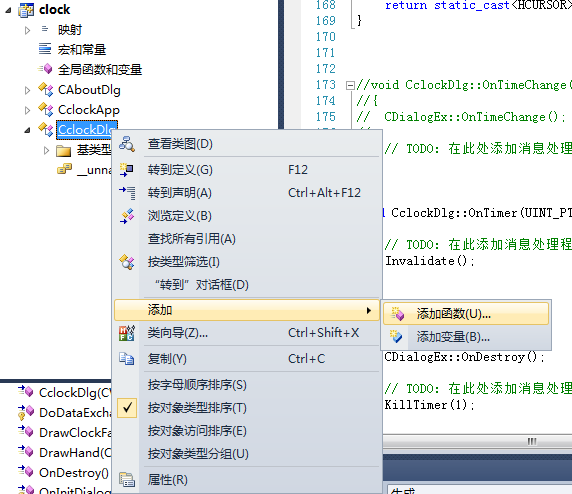 clock
映射
宏和常量
全局函数和变量
CAboutDlg
CclockApp
CclockDlg
基类型
__unna
查看类图(D)
转到定义(G) F12
转到声明(A) Ctrl+Alt+F12
浏览定义(B)
查找所有引用(A)
按类型筛选(I)
“转到”对话框(D)
添加
类向导(Z)... Ctrl+Shift+X
复制(Y) Ctrl+C
按字母顺序排序(S)
按对象类型排序(T)
按对象访问排序(E)
按对象类型分组(U)
属性(R)
添加函数(U)...
添加变量(B)...
CclockDlg(CW
DoDataExcha
DrawClockFa
DrawHand(C
OnDestroy()
OnInitDialog
168 return static_cast<HCURSOR>
169 }
170
171
172
173 //void CclockDlg::OnTimeChange(
174 //{
175 // CDialogEx::OnTimeChange();
// TODO: 在此处添加消息处
d CclockDlg::OnTimer(UINT_PT
// TODO: 在此添加消息处理程
Invalidate();
CDialogEx::OnDestroy();
// TODO: 在此处添加消息处
KillTimer(1);
生成